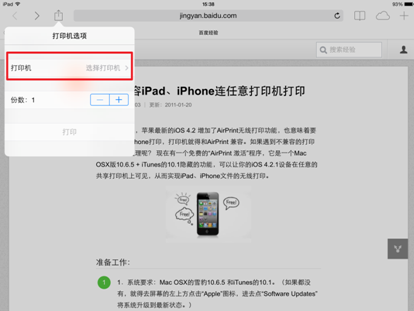 iPad
15:38
jingyan.baidu.com
百度经验
打印机选项
搜索经验
打印机 选择打印机
容iPad、iPhone连任意打印机打印
份数：1
03 | 更新：2011-01-20
打印
，苹果最新的iOS 4.2 增加了AirPrint无线打印功能，也意味着要
Phone打印，打印机就得和AirPrint 兼容。如果遇到不兼容的打印
理呢？ 现在有一个免费的“AirPrint 激活”程序，它是一个Mac
OSX版10.6.5 + iTunes的10.1隐藏的功能，可以让你的iOS 4.2.1设备在任意的
共享打印机上可见，从而实现iPad、iPhone文件的无线打印。
Free!
Free!
You're
Free!
准备工作：
1 1、系统要求：Mac OSX的雪豹10.6.5 和iTunes的10.1。（如果都没
有，就得去屏幕的左上方点击“Apple”图标，进去点“Software Updates”
将系统升级到最新状态。）